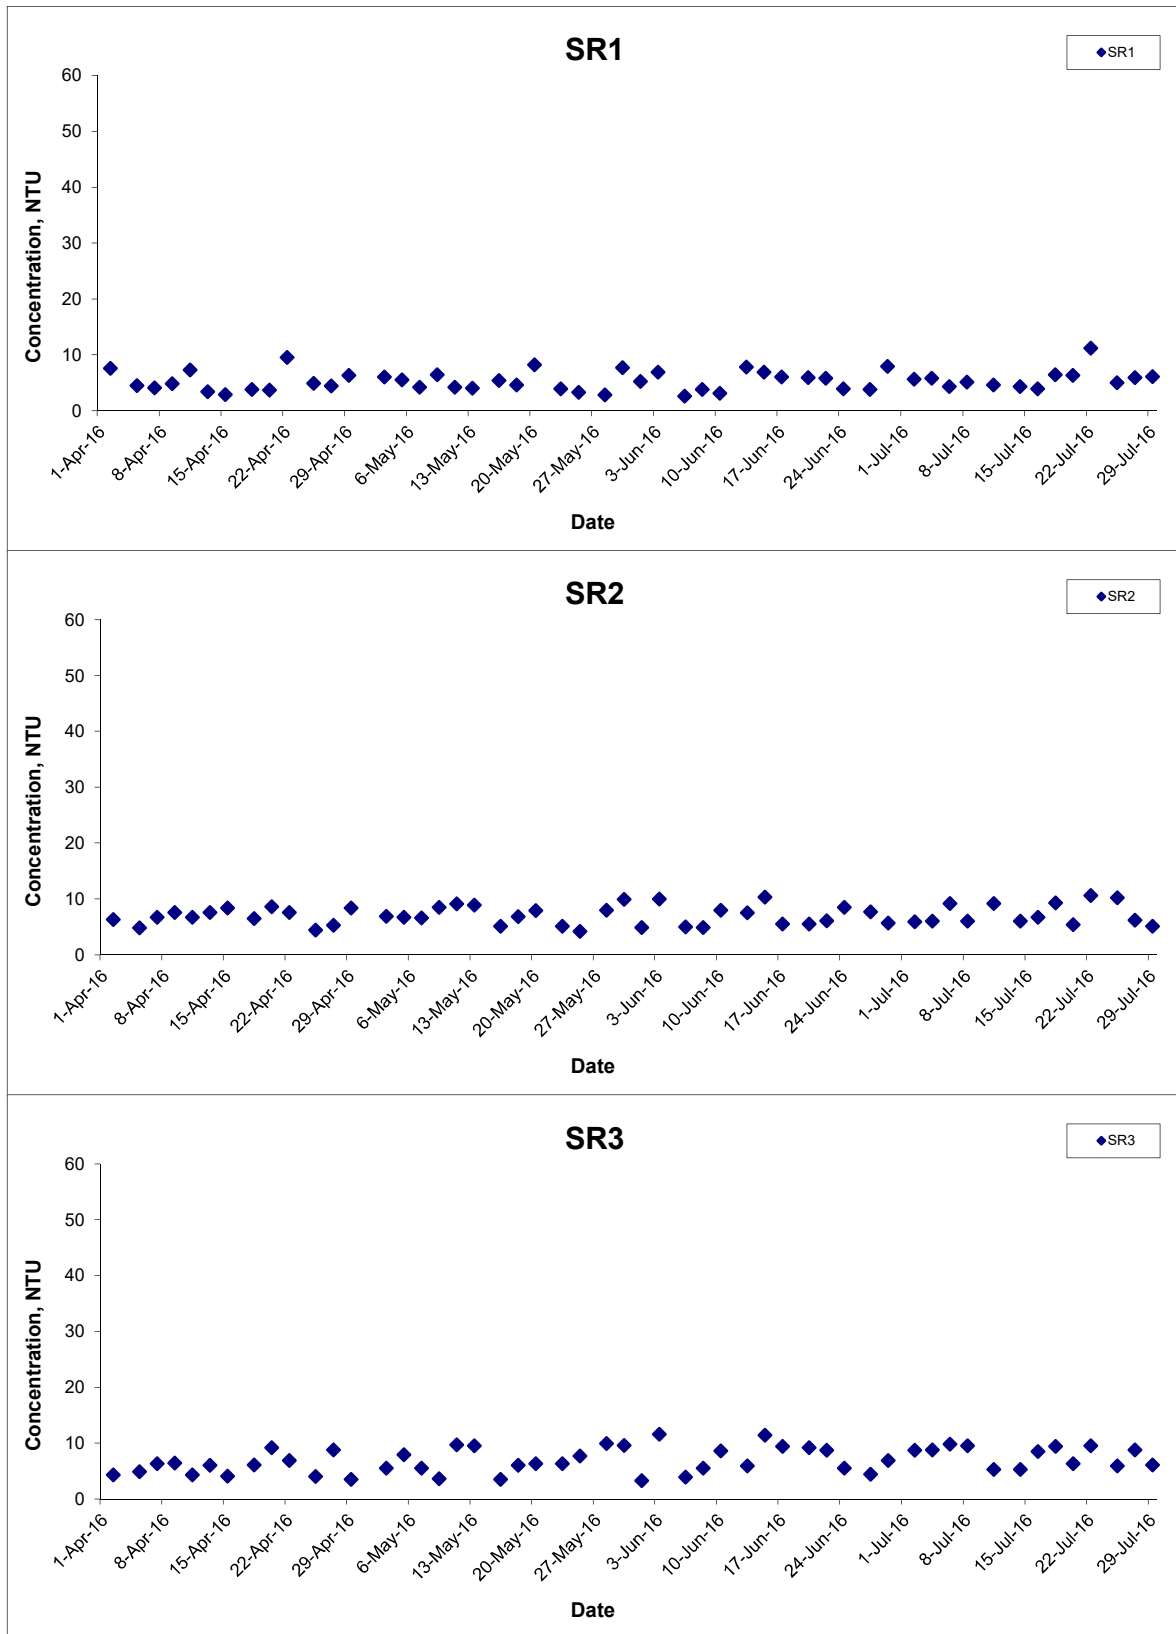 SR1
SR1
60
50
40
30
20
10
0
Concentration, NTU
1-Apr-16
8-Apr-16
15-Apr-16
22-Apr-16
29-Apr-16
6-May-16
13-May-16
20-May-16
27-May-16
3-Jun-16
10-Jun-16
17-Jun-16
24-Jun-16
1-Jul-16
8-Jul-16
15-Jul-16
22-Jul-16
29-Jul-16
Date
SR2
SR2
60
50
40
30
20
10
0
Concentration, NTU
1-Apr-16
8-Apr-16
15-Apr-16
22-Apr-16
29-Apr-16
6-May-16
13-May-16
20-May-16
27-May-16
3-Jun-16
10-Jun-16
17-Jun-16
24-Jun-16
1-Jul-16
8-Jul-16
15-Jul-16
22-Jul-16
29-Jul-16
Date
SR3
SR3
60
50
40
30
20
10
0
Concentration, NTU
1-Apr-16
8-Apr-16
15-Apr-16
22-Apr-16
29-Apr-16
6-May-16
13-May-16
20-May-16
27-May-16
3-Jun-16
10-Jun-16
17-Jun-16
24-Jun-16
1-Jul-16
8-Jul-16
15-Jul-16
22-Jul-16
29-Jul-16
Date